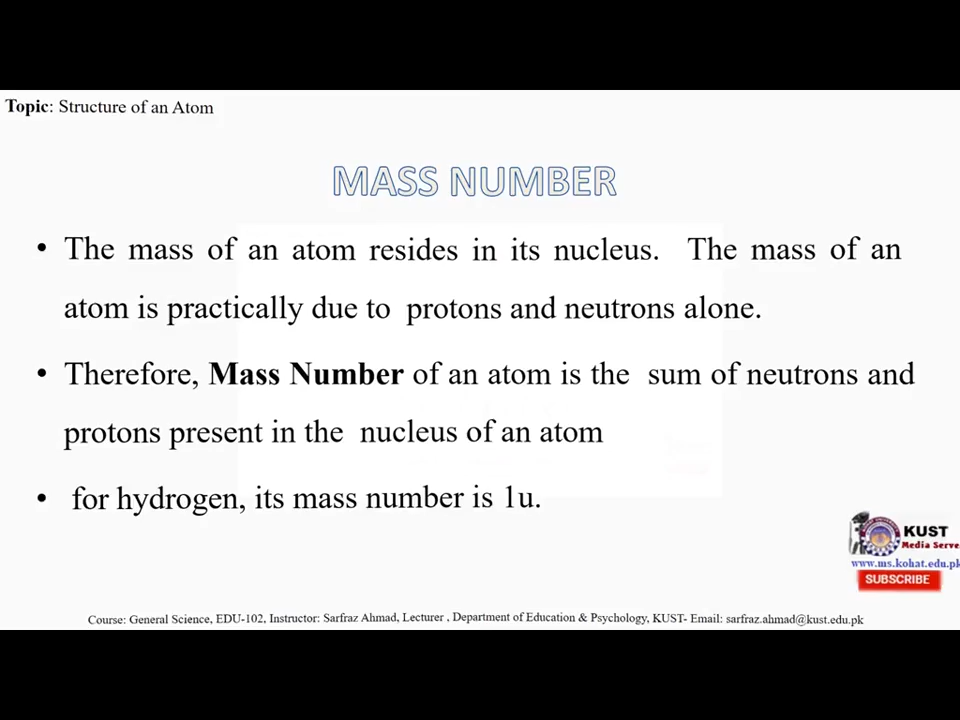 Topic: Structure of an Atom
MASS NUMBER
• The mass of an atom resides in its nucleus. The mass of an
atom is practically due to protons and neutrons alone.
• Therefore, Mass Number of an atom is the sum of neutrons and
protons present in the nucleus of an atom
• for hydrogen, its mass number is 1u.
KUST
Media Serve
www.ms.kohat.edu.pk
SUBSCRIBE
Course: General Science, EDU-102, Instructor: Sarfraz Ahmad, Lecturer , Department of Education & Psychology, KUST- Email: sarfraz.ahmad@kust.edu.pk